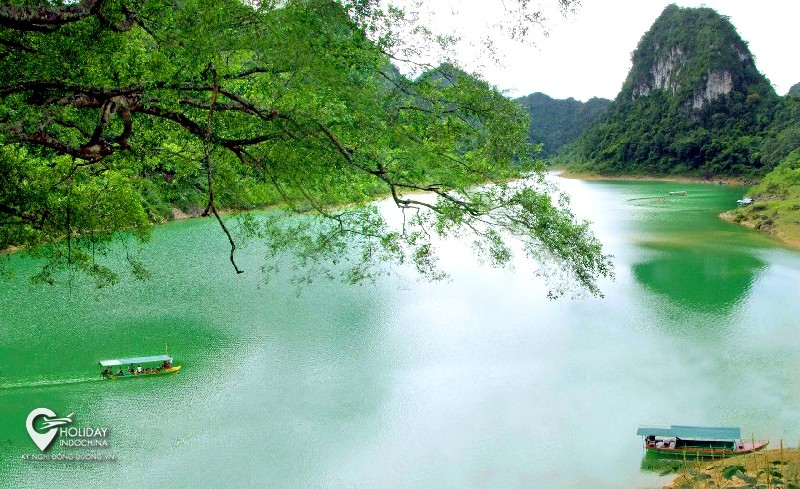 HOLIDAY
INDOCHINA
KỲ NGHỈ ĐÔNG DƯƠNG.VN